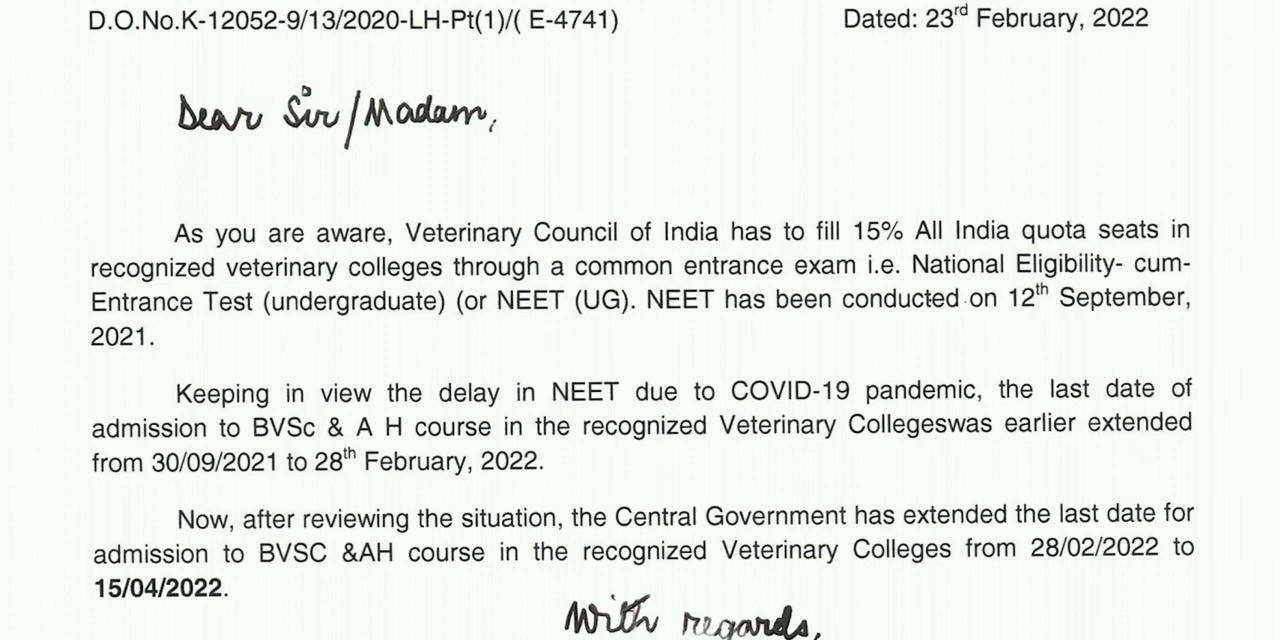 D.O.No.K-12052-9/13/2020-LH-Pt(1)/( E-4741) Dated: 23rd February, 2022
Dear Sir/Madam,
As you are aware, Veterinary Council of India has to fill 15% All India quota seats in
recognized veterinary colleges through a common entrance exam i.e. National Eligibility- cum-
Entrance Test (undergraduate) (or NEET (UG). NEET has been conducted on 12th September,
2021.
Keeping in view the delay in NEET due to COVID-19 pandemic, the last date of
admission to BVSc & A H course in the recognized Veterinary Collegeswas earlier extended
from 30/09/2021 to 28th February, 2022.
Now, after reviewing the situation, the Central Government has extended the last date for
admission to BVSC &AH course in the recognized Veterinary Colleges from 28/02/2022 to
15/04/2022.
With regards,